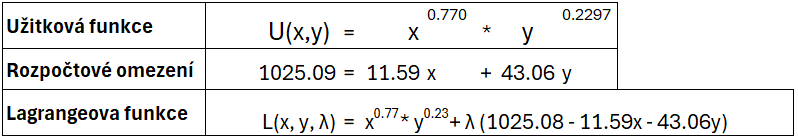 Užitková funkce U(x,y) = x^0.770 * y^0.2297
Rozpočtové omezení 1025.09 = 11.59 x + 43.06 y
Lagrangeova funkce L(x, y, λ) = x^0.77 * y^0.23 + λ (1025.08 - 11.59x - 43.06y)